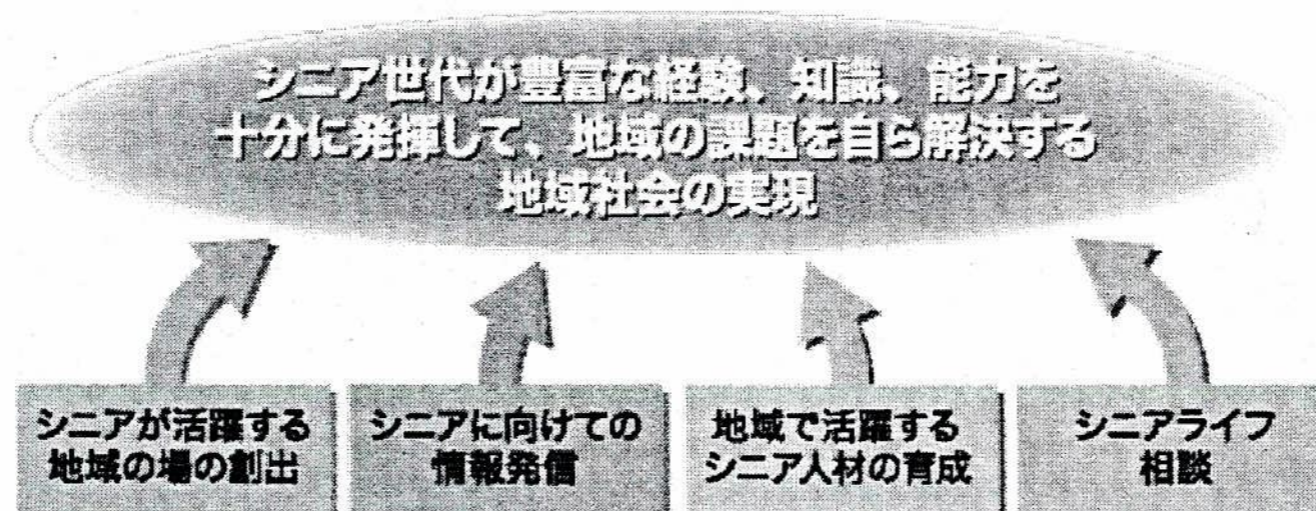 シニア世代が豊富な経験、知識、能力を
十分に発揮して、地域の課題を自ら解決する
地域社会の実現
シニアが活躍する
地域の場の創出
シニアに向けての
情報発信
地域で活躍する
シニア人材の育成
シニアライフ
相談